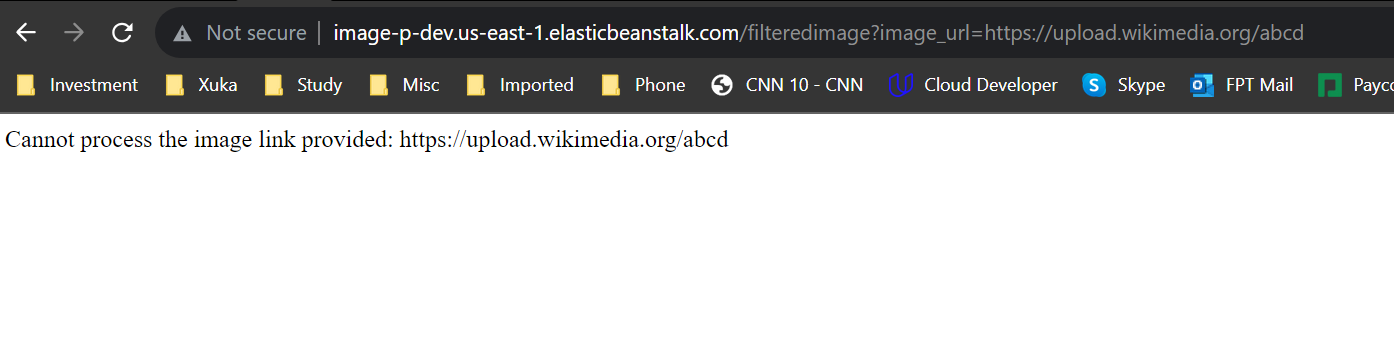 Not secure | image-p-dev.us-east-1.elasticbeanstalk.com/filteredimage?image_url=https://upload.wikimedia.org/abcd
Investment Xuka Study Misc Imported Phone CNN 10 - CNN Cloud Developer Skype FPT Mail Payco
Cannot process the image link provided: https://upload.wikimedia.org/abcd